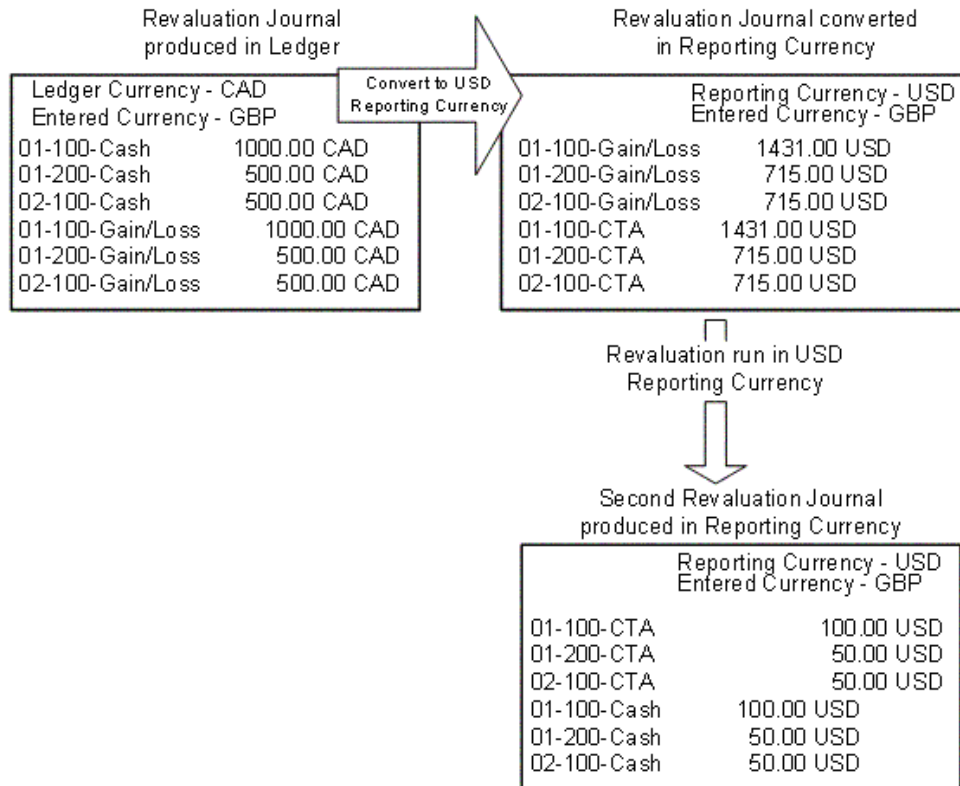 Revaluation Journal
produced in Ledger
Convert to USD
Reporting Currency
Revaluation Journal converted
in Reporting Currency
Ledger Currency - CAD
Entered Currency - GBP
01-100-Cash 1000.00 CAD
01-200-Cash 500.00 CAD
02-100-Cash 500.00 CAD
01-100-Gain/Loss 1000.00 CAD
01-200-Gain/Loss 500.00 CAD
02-100-Gain/Loss 500.00 CAD
Reporting Currency - USD
Entered Currency - GBP
01-100-Gain/Loss 1431.00 USD
01-200-Gain/Loss 715.00 USD
02-100-Gain/Loss 715.00 USD
01-100-CTA 1431.00 USD
01-200-CTA 715.00 USD
02-100-CTA 715.00 USD
Revaluation run in USD
Reporting Currency
Second Revaluation Journal
produced in Reporting Currency
Reporting Currency - USD
Entered Currency - GBP
01-100-CTA 100.00 USD
01-200-CTA 50.00 USD
02-100-CTA 50.00 USD
01-100-Cash 100.00 USD
01-200-Cash 50.00 USD
02-100-Cash 50.00 USD